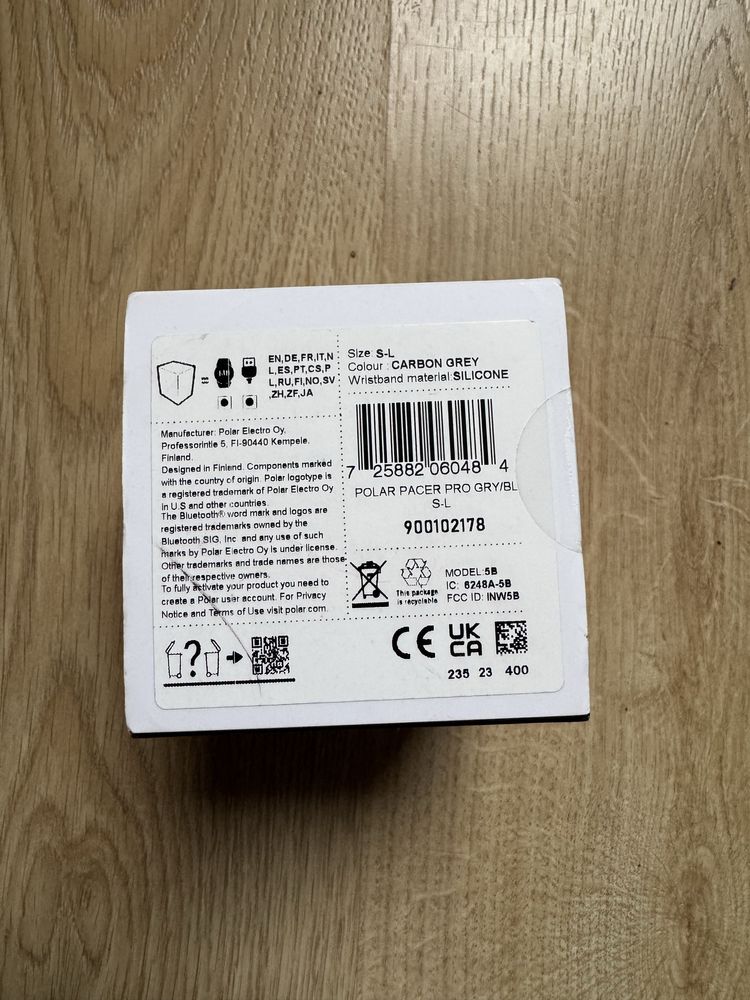 EN,DE,FR,IT,N
L,ES,PT,CS,P
L,RU,FI,NO,SV
,ZH,ZF,JA
Size: S-L
Colour : CARBON GREY
Wristband material: SILICONE
Manufacturer: Polar Electro Oy,
Professorintie 5, FI-90440 Kempele,
Finland.
Designed in Finland. Components marked
with the country of origin. Polar logotype is
a registered trademark of Polar Electro Oy
in U.S and other countries.
The Bluetooth® word mark and logos are
registered trademarks owned by the
Bluetooth SIG, Inc. and any use of such
marks by Polar Electro Oy is under license.
Other trademarks and trade names are those
of their respective owners.
To fully activate your product you need to
create a Polar user account. For Privacy
Notice and Terms of Use visit polar.com.
7 25882 06048 4
POLAR PACER PRO GRY/BL
S-L
900102178
This package
is recyclable
MODEL: 5B
IC: 6248A-5B
FCC ID: INW5B
?
CE UK
CA
235 23 400